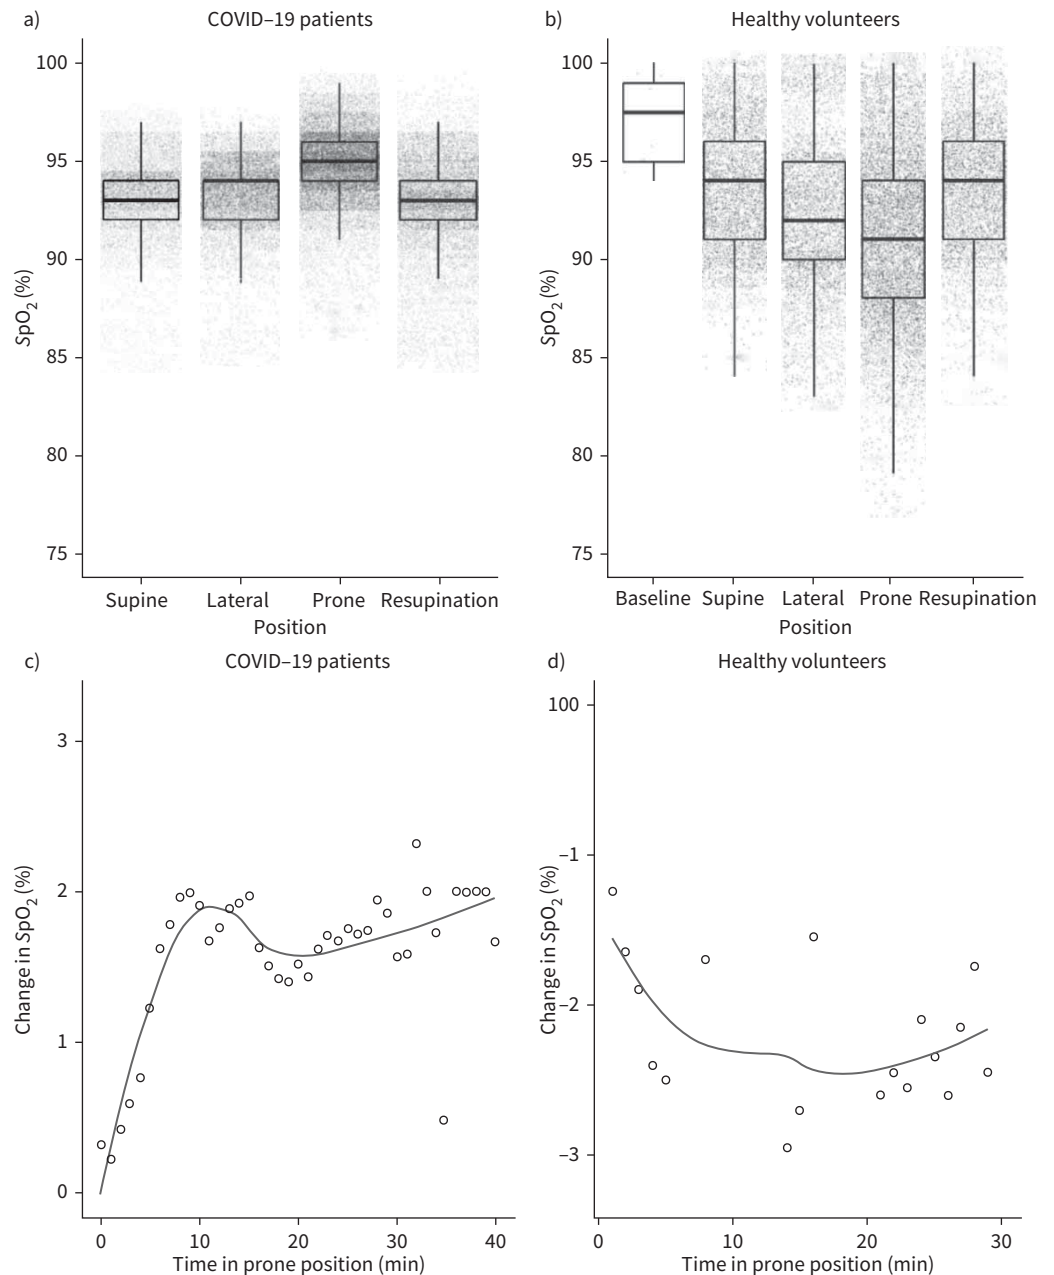 a) COVID–19 patients
100
95
90
85
80
75
SpO2 (%)
Supine Lateral Prone Resupination
Position
b) Healthy volunteers
100
95
90
85
80
75
SpO2 (%)
Baseline Supine Lateral Prone Resupination
Position
c) COVID–19 patients
3
2
1
0
Change in SpO2 (%)
0 10 20 30 40
Time in prone position (min)
d) Healthy volunteers
100
–1
–2
–3
Change in SpO2 (%)
0 10 20 30
Time in prone position (min)